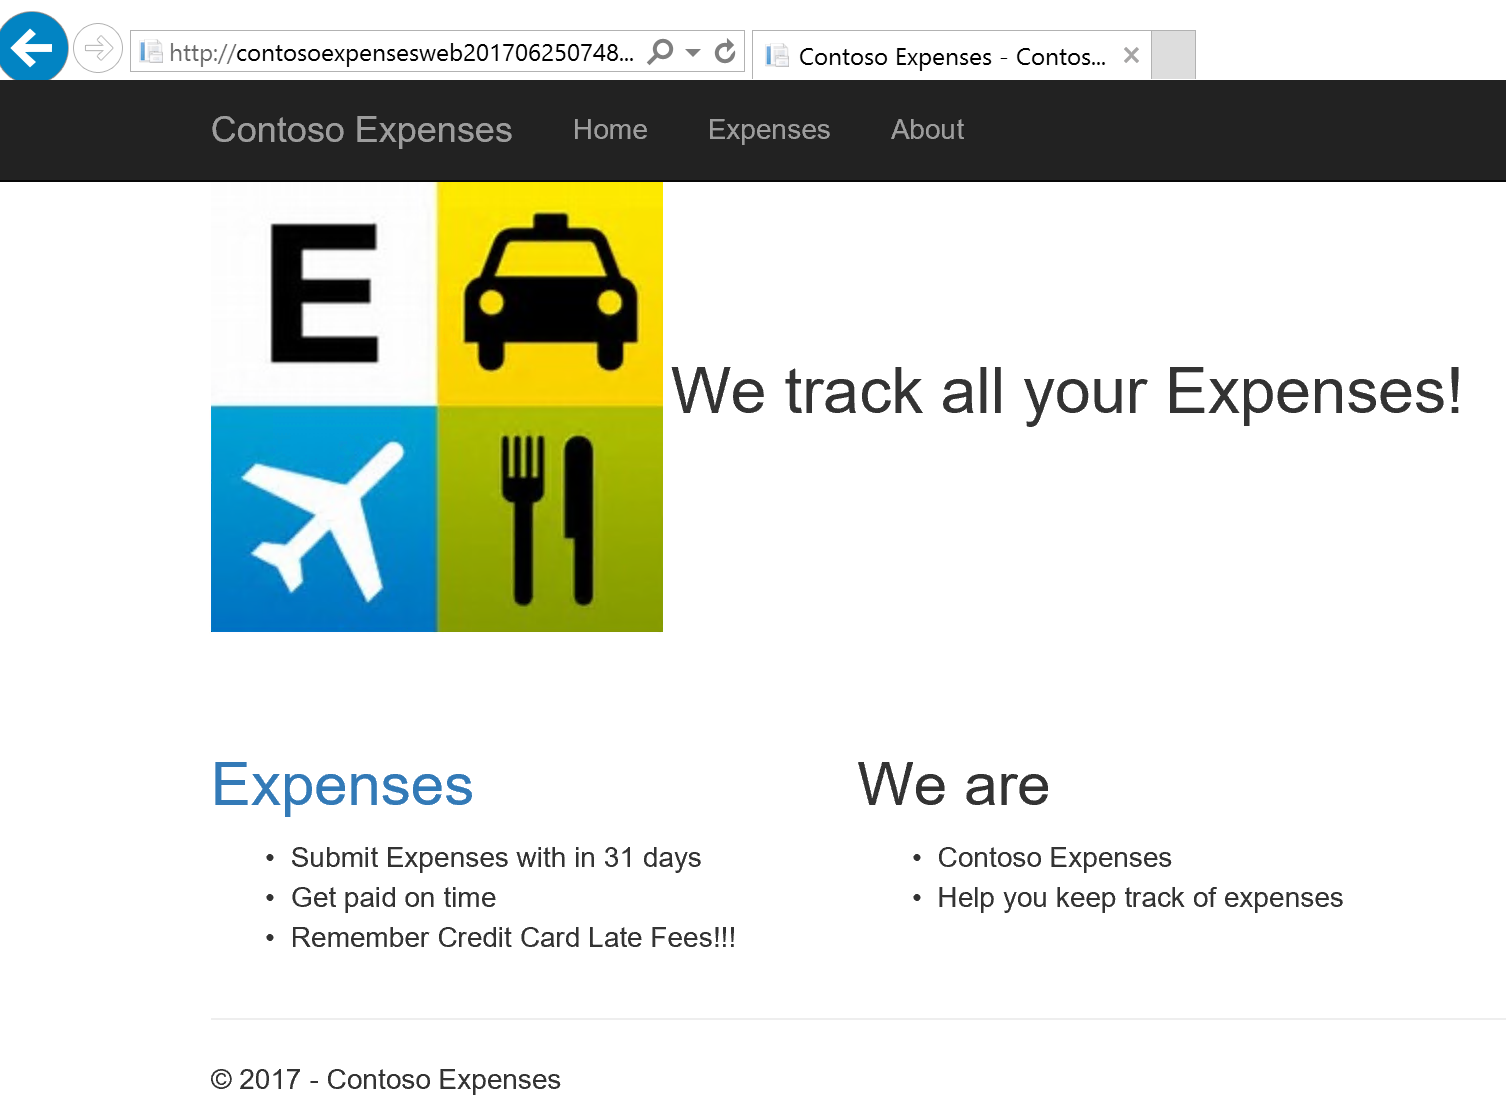 http://contosoexpensesweb201706250748...
Contoso Expenses - Contos...
Contoso Expenses Home Expenses About
E
We track all your Expenses!
Expenses
• Submit Expenses with in 31 days
• Get paid on time
• Remember Credit Card Late Fees!!!
We are
• Contoso Expenses
• Help you keep track of expenses
© 2017 - Contoso Expenses